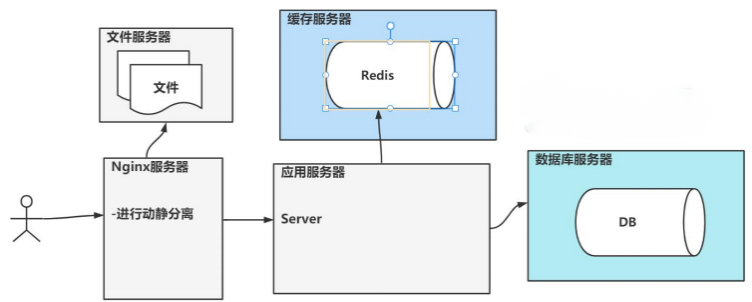 缓存服务器
文件服务器
Redis
文件
Nginx服务器
应用服务器
数据库服务器
-进行动静分离
Server
DB